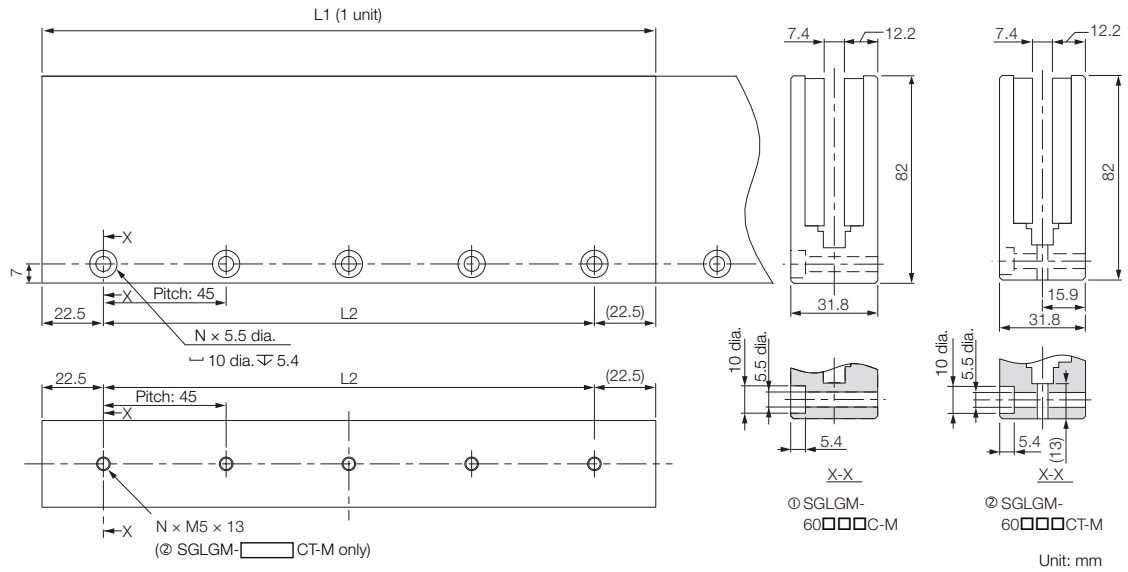 L1 (1 unit)
X
7
X
Pitch: 45
22.5
L2
(22.5)
N × 5.5 dia.
⌴ 10 dia. ↧ 5.4
22.5
L2
(22.5)
Pitch: 45
X
X
N × M5 × 13
(② SGLGM-□CT-M only)
7.4
12.2
82
31.8
10 dia.
5.5 dia.
5.4
X-X
① SGLGM-
60□□□C-M
7.4
12.2
82
15.9
31.8
10 dia.
5.5 dia.
5.4
(13)
X-X
② SGLGM-
60□□□CT-M
Unit: mm